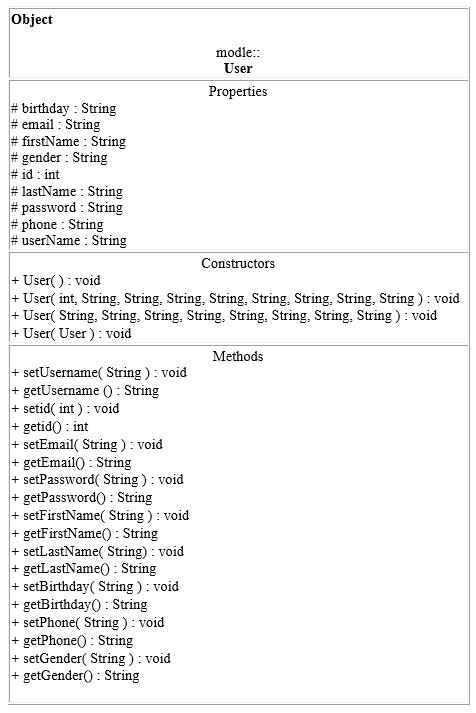 Object
modle::
User
Properties
# birthday : String
# email : String
# firstName : String
# gender : String
# id : int
# lastName : String
# password : String
# phone : String
# userName : String
Constructors
+ User( ) : void
+ User( int, String, String, String, String, String, String, String, String ) : void
+ User( String, String, String, String, String, String, String, String ) : void
+ User( User ) : void
Methods
+ setUsername( String ) : void
+ getUsername () : String
+ setid( int ) : void
+ getid() : int
+ setEmail( String ) : void
+ getEmail() : String
+ setPassword( String ) : void
+ getPassword() : String
+ setFirstName( String ) : void
+ getFirstName() : String
+ setLastName( String) : void
+ getLastName() : String
+ setBirthday( String ) : void
+ getBirthday() : String
+ setPhone( String ) : void
+ getPhone() : String
+ setGender( String ) : void
+ getGender() : String